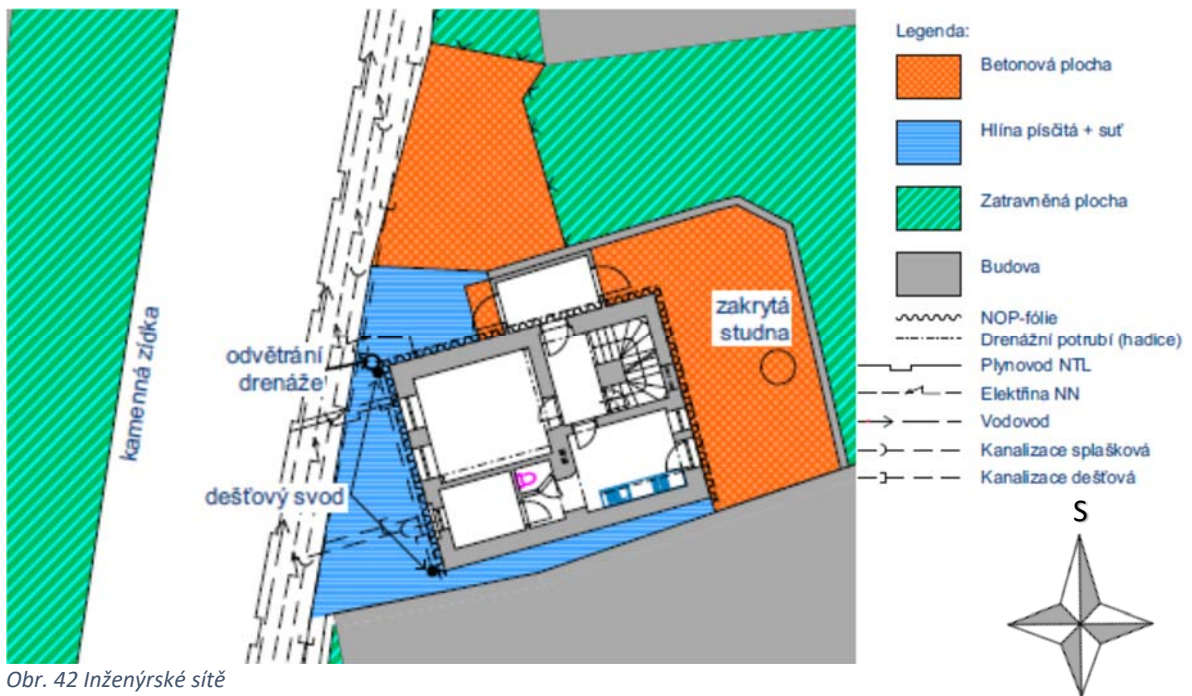 Legenda:
Betonová plocha
Hlína písčitá + suť
Zatravněná plocha
Budova
NOP-fólie
Drenážní potrubí (hadice)
Plynovod NTL
Elektřina NN
Vodovod
Kanalizace splašková
Kanalizace dešťová
S
zakrytá
studna
odvětrání
drenáže
kamenná zídka
dešťový svod
Obr. 42 Inženýrské sítě